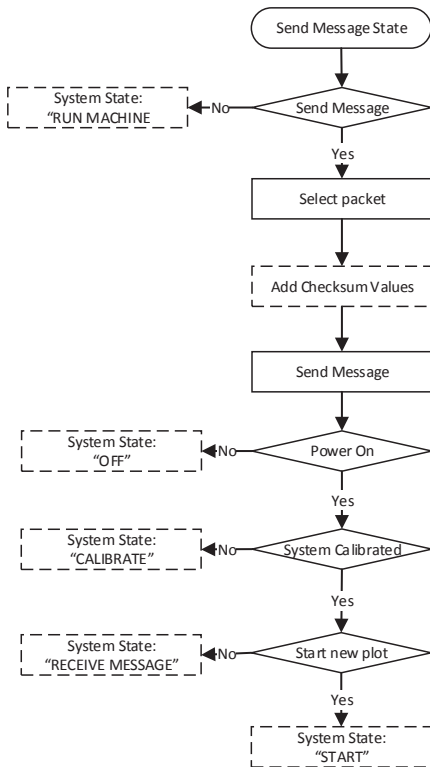 Send Message State
Send Message
No
System State:
“RUN MACHINE
Yes
Select packet
Add Checksum Values
Send Message
Power On
No
System State:
“OFF”
Yes
System Calibrated
No
System State:
“CALIBRATE”
Yes
Start new plot
No
System State:
“RECEIVE MESSAGE”
Yes
System State:
“START”